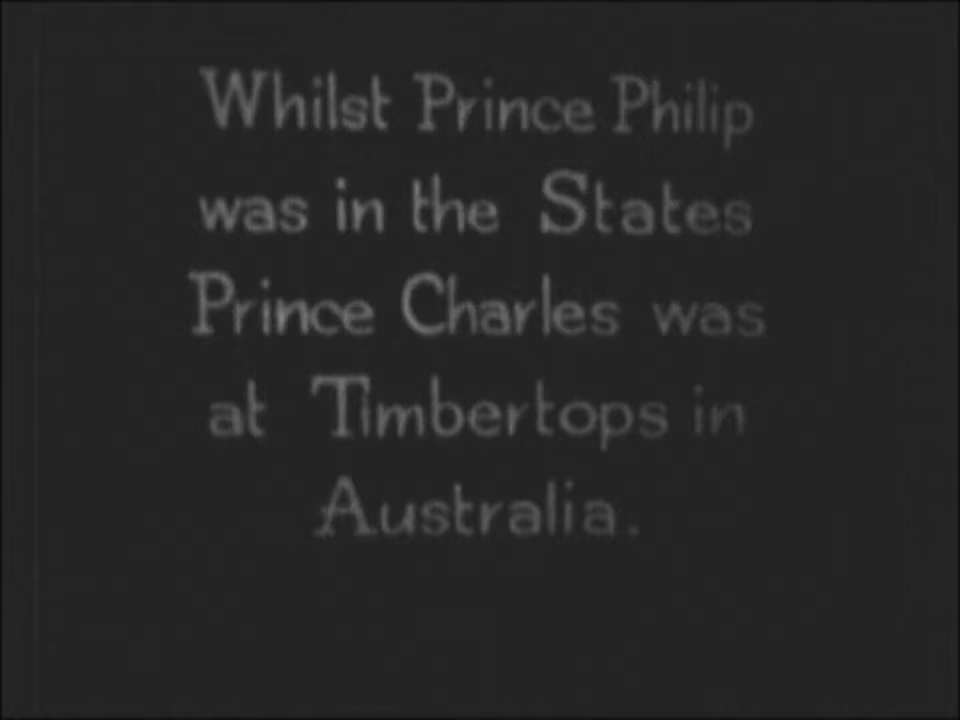 Whilst Prince Philip
was in the States
Prince Charles was
at Timbertops in
Australia.